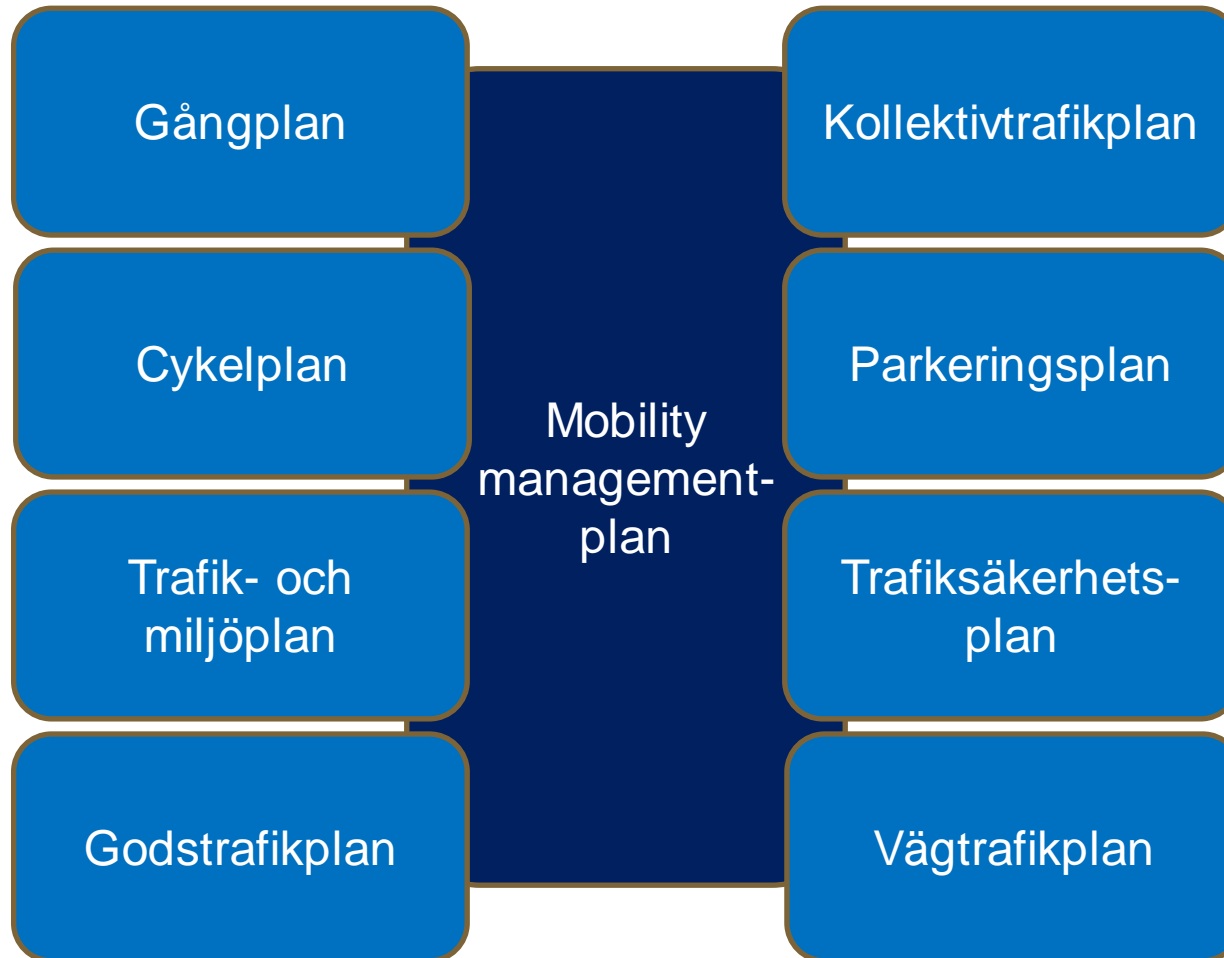 Gångplan
Kollektivtrafikplan
Cykelplan
Parkeringsplan
Mobility
management-
plan
Trafik- och
miljöplan
Trafiksäkerhets-
plan
Godstrafikplan
Vägtrafikplan